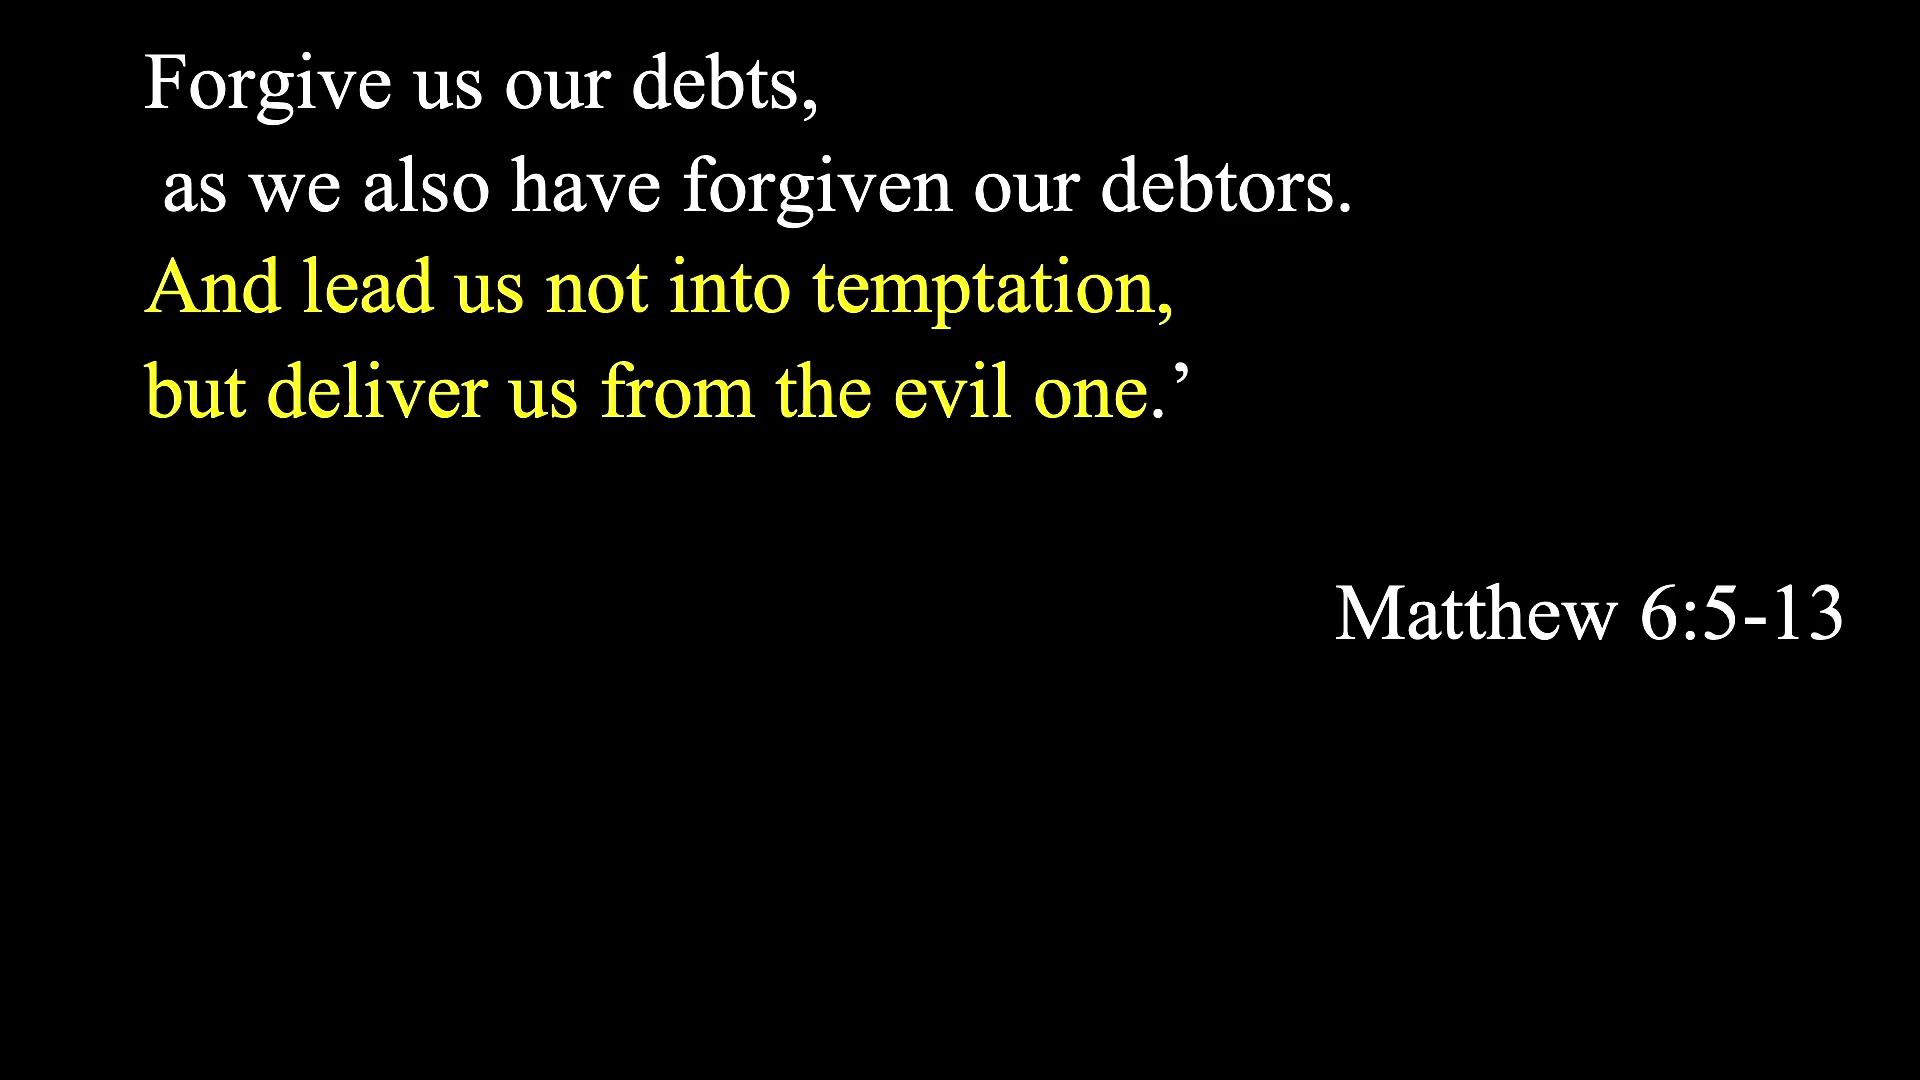 Forgive us our debts,
as we also have forgiven our debtors.
And lead us not into temptation,
but deliver us from the evil one.’
Matthew 6:5-13